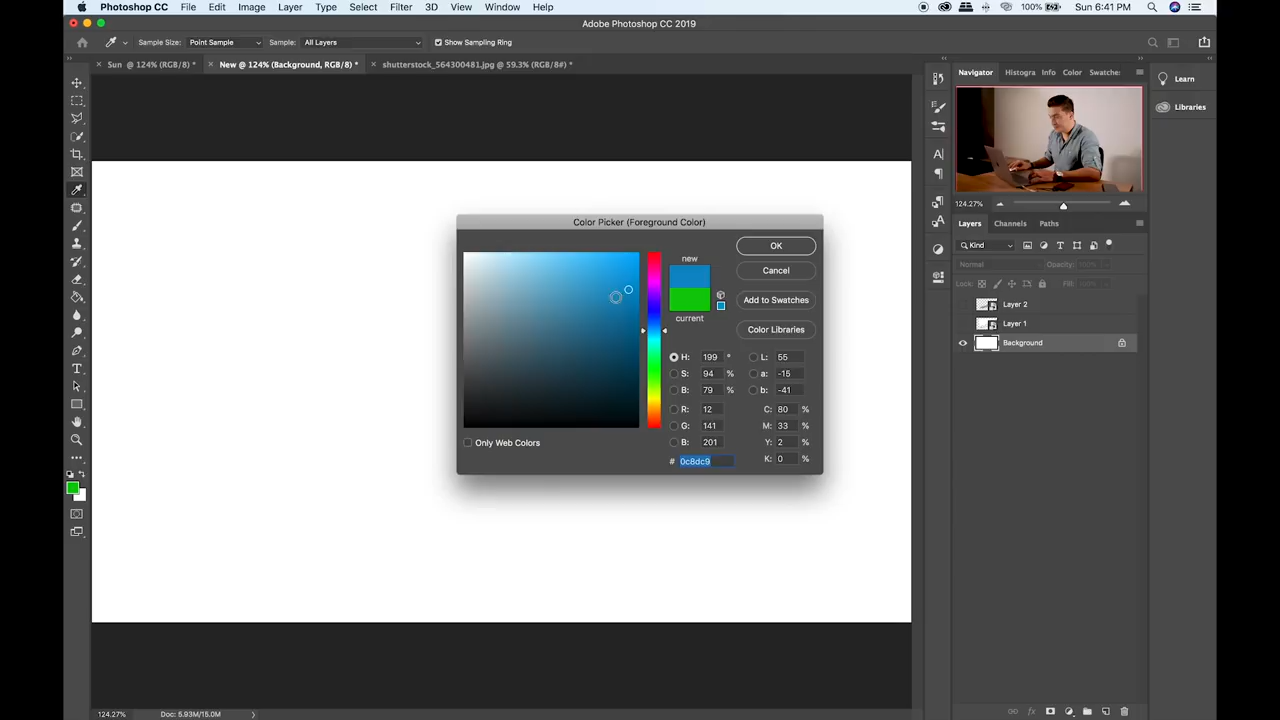 Photoshop CC File Edit Image Layer Type Select Filter 3D View Window Help 100% Sun 6:41 PM
Adobe Photoshop CC 2019
Sample Size: Point Sample Sample: All Layers Show Sampling Ring
Sun @ 124% (RGB/8) * New @ 124% (Background, RGB/8) * shutterstock_564300481.jpg @ 59.3% (RGB/8#) *
Navigator Histogra Info Color Swatche
Learn
Libraries
124.27%
Layers Channels Paths
Kind
Normal Opacity: 100%
Lock: Fill: 100%
Layer 2
Layer 1
Background
Color Picker (Foreground Color)
new
current
OK
Cancel
Add to Swatches
Color Libraries
H: 199 ° L: 55
S: 94 % a: -15
B: 79 % b: -41
R: 12 C: 80 %
G: 141 M: 33 %
B: 201 Y: 2 %
# 0c8dc9 K: 0 %
Only Web Colors
124.27% Doc: 5.93M/15.0M